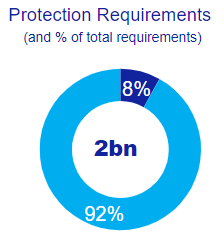 Protection Requirements
(and % of total requirements)
8%
2bn
92%